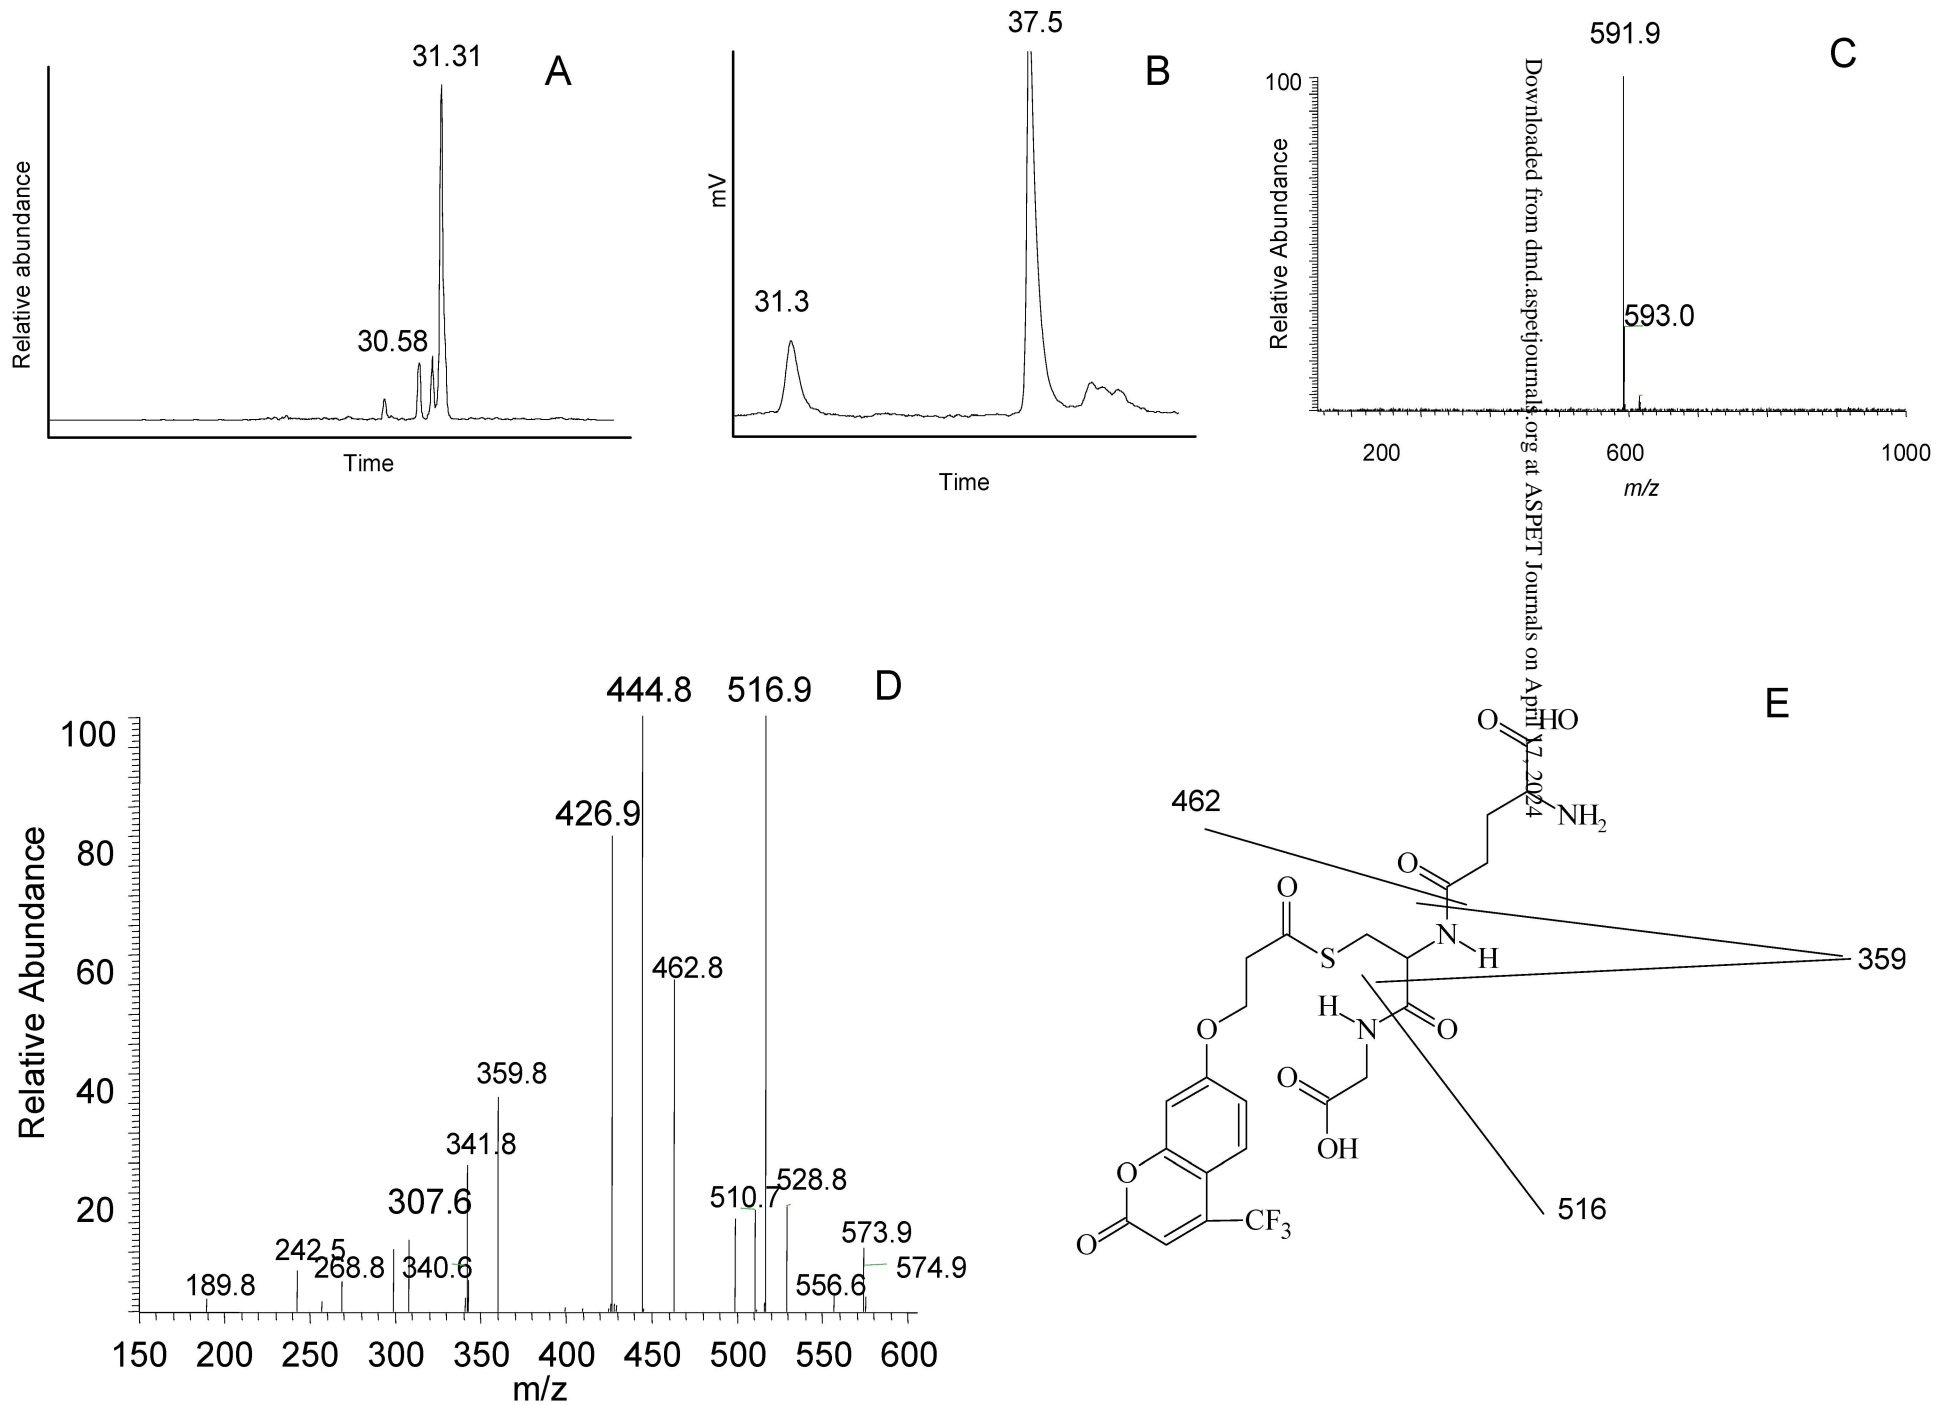 A
31.31
30.58
Relative abundance
Time
B
37.5
31.3
mV
Time
C
591.9
100
593.0
Relative Abundance
200 600 1000
m/z
Downloaded from dmd.aspetjournals.org at ASPET Journals on April 17, 2024
D
444.8 516.9
426.9
462.8
359.8
341.8
307.6
510.7
528.8
573.9
242.5
268.8
340.6
574.9
189.8
556.6
100
80
60
40
20
Relative Abundance
150 200 250 300 350 400 450 500 550 600
m/z
E
O HO
NH2
462
O
O
N
H
S
359
H
N
O
O
O
OH
516
O
O
CF3